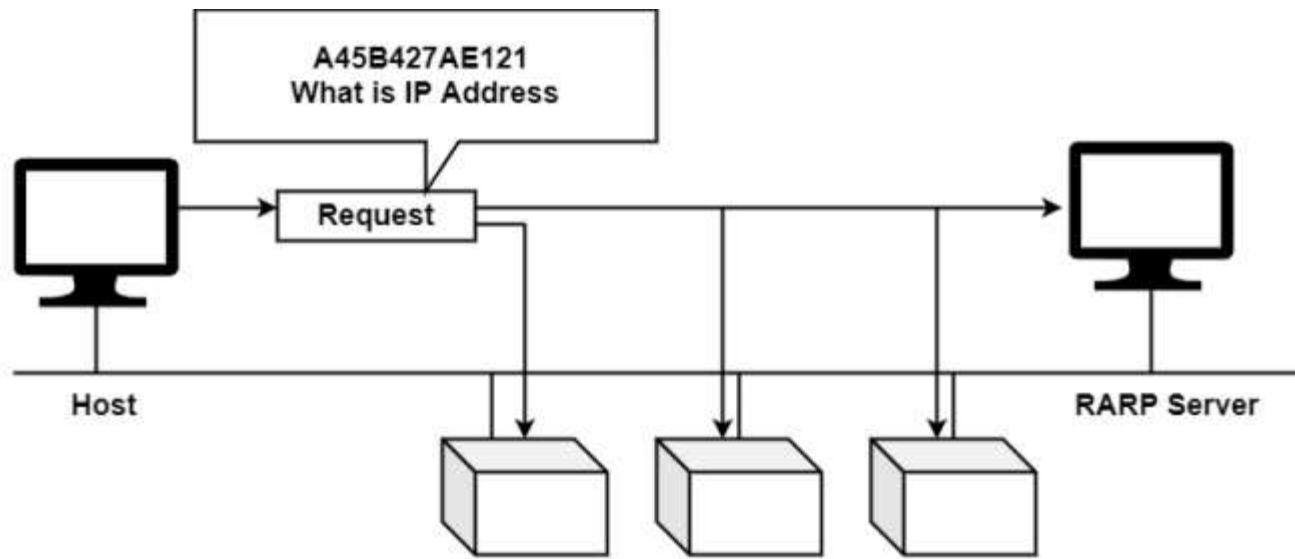 A45B427AE121
What is IP Address
Request
Host
RARP Server